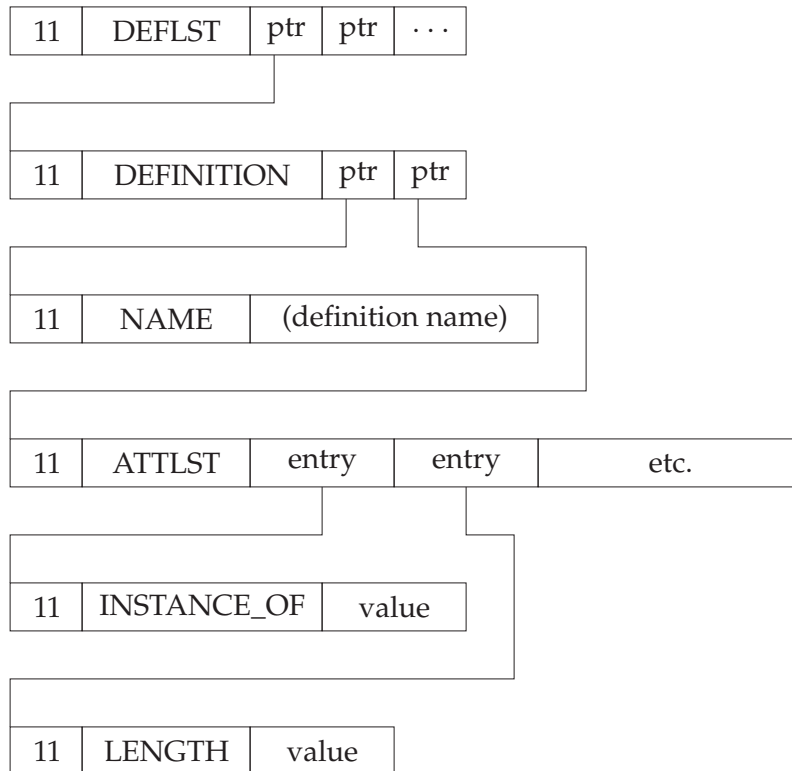 11 DEFLST ptr ptr · · ·
11 DEFINITION ptr ptr
11 NAME (definition name)
11 ATTLST entry entry etc.
11 INSTANCE_OF value
11 LENGTH value